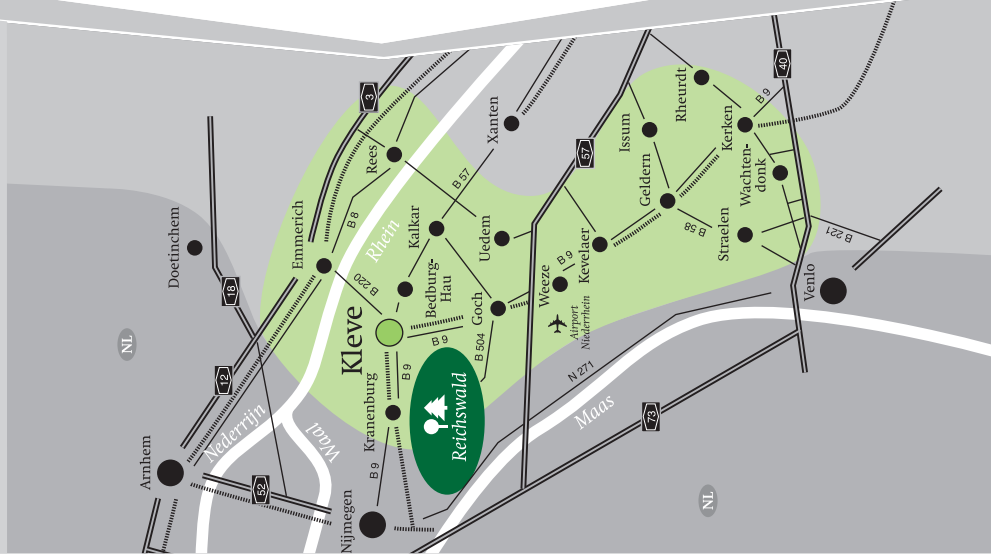 Arnhem
Nijmegen
Nederrijn
Waal
52
12
18
NL
Doetinchem
Emmerich
Rees
3
B 8
Rhein
B 220
Kleve
Kranenburg
B 9
B 9
B 9
Bedburg-
Hau
Kalkar
B 57
Xanten
Uedem
Goch
B 504
Reichswald
Weeze
B 9
Airport
Niederrhein
Kevelaer
57
Issum
Geldern
Rheurdt
Kerken
B 9
40
Wachten-
donk
B 58
Straelen
B 221
Venlo
N 271
Maas
73
NL